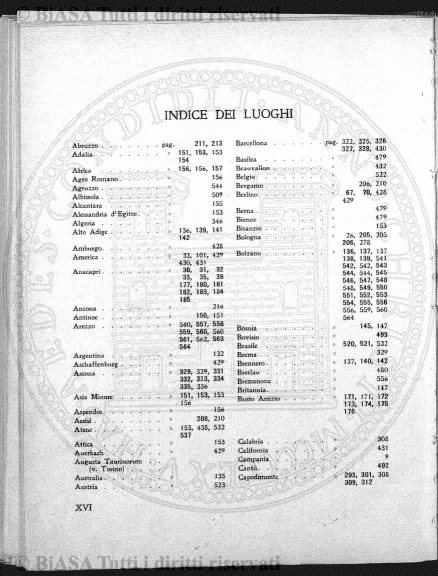 © BiASA Tutti i diritti riservati
INDICE DEI LUOGHI
Abruzzo . . pag. 211, 213
Adalia. . . 151, 153, 153
154
Africa . . 156, 156, 157
Agro Romano . . 156
Agrozzo . . 544
Albissola . . 509
Alcantara . . 155
Alessandria d'Egitto. . 153
Algeria . . 346
Alto Adige . . 136, 139, 141
142
Amburgo. . . 428
America . . 32, 101, 429
430, 431
Anacapri . . 30, 31, 32
33, 35, 38
177, 180, 181
182, 183, 184
185
Ancona . . 216
Antinoe . . 150, 151
Arezzo . . 540, 557, 558
559, 560, 560
561, 562, 563
564
Argentina . . 132
Aschaffenburg . . 429
Ascona . . 329, 329, 331
332, 333, 334
335, 336
Asia Minore . . 151, 153, 153
156
Aspendos . . 156
Assisi . . 208, 210
Atene . . 153, 438, 532
537
Attica . . 153
Auerbach . . 429
Augusta Taurinorum
(v. Torino)
Australia . . 135
Austria . . 523
Barcellona . . pag. 322, 325, 326
327, 328, 430
Basilea . . 479
Beauvallon . . 432
Belgio . . 522
Bergamo . . 206, 210
Berlino . . 67, 70, 428
429
Berna . . 479
Bienne . . 479
Bisanzio . . 153
Bologna . . 26, 205, 205
206, 278
Bolzano . . 136, 137, 137
138, 139, 141
542, 542, 543
544, 544, 545
546, 547, 548
548, 549, 550
551, 552, 553
554, 555, 556
556, 559, 560
564
Bosnia . . 145, 147
Bovisio . . 493
Brasile . . 520, 521, 522
Brema . . 329
Brennero . . 137, 140, 142
Breslau . . 480
Bressanone . . 556
Britannia . . 147
Busto Arsizio . . 171, 171, 172
173, 174, 175
176
Calabria . . 308
California . . 431
Campania . . 9
Cantù . . 492
Capodimonte . . 293, 301, 308
309, 312
XVI
© BiASA Tutti i diritti riservati